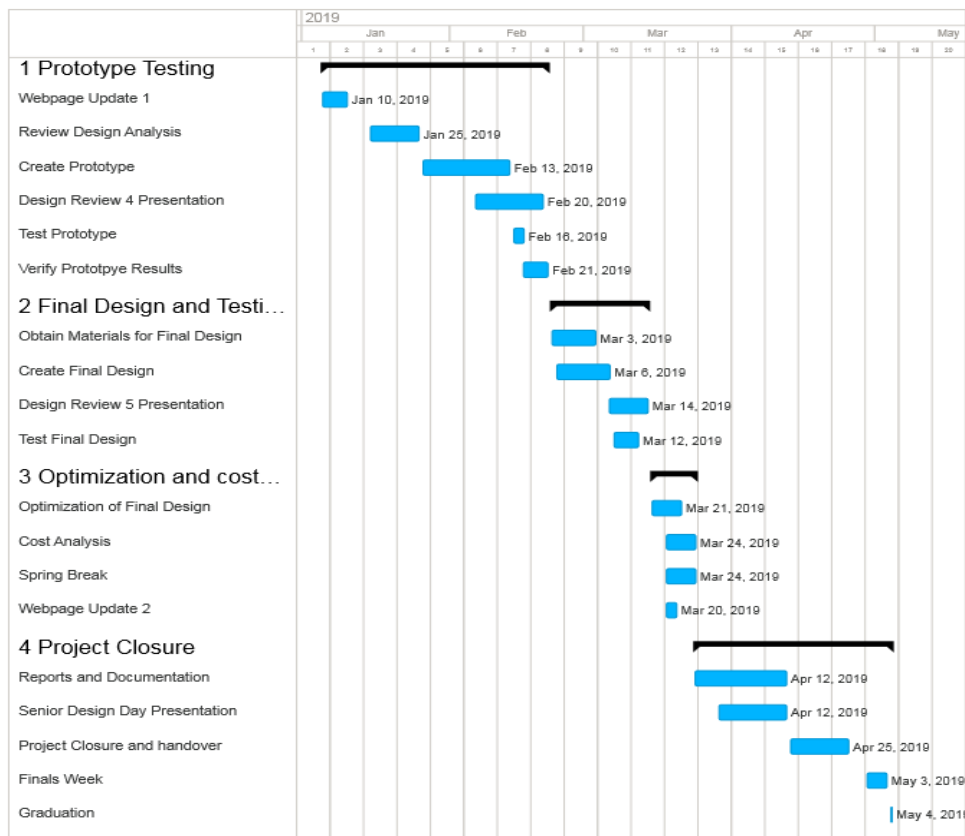 2019
Jan Feb Mar Apr May
1 2 3 4 5 6 7 8 9 10 11 12 13 14 15 16 17 18 19 20
1 Prototype Testing
Webpage Update 1 Jan 10, 2019
Review Design Analysis Jan 25, 2019
Create Prototype Feb 13, 2019
Design Review 4 Presentation Feb 20, 2019
Test Prototype Feb 16, 2019
Verify Prototpye Results Feb 21, 2019
2 Final Design and Testi...
Obtain Materials for Final Design Mar 3, 2019
Create Final Design Mar 6, 2019
Design Review 5 Presentation Mar 14, 2019
Test Final Design Mar 12, 2019
3 Optimization and cost...
Optimization of Final Design Mar 21, 2019
Cost Analysis Mar 24, 2019
Spring Break Mar 24, 2019
Webpage Update 2 Mar 20, 2019
4 Project Closure
Reports and Documentation Apr 12, 2019
Senior Design Day Presentation Apr 12, 2019
Project Closure and handover Apr 25, 2019
Finals Week May 3, 2019
Graduation May 4, 2019